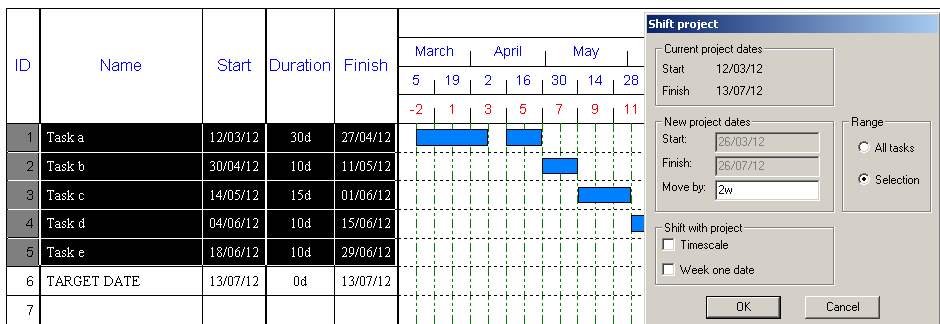 Shift project
Current project dates
Start 12/03/12
Finish 13/07/12
New project dates
Start: 26/03/12
Finish: 26/07/12
Move by: 2w
Range
All tasks
Selection
Shift with project
Timescale
Week one date
OK Cancel
ID Name Start Duration Finish
March April May
5 19 2 16 30 14 28
-2 1 3 5 7 9 11
1 Task a 12/03/12 30d 27/04/12
2 Task b 30/04/12 10d 11/05/12
3 Task c 14/05/12 15d 01/06/12
4 Task d 04/06/12 10d 15/06/12
5 Task e 18/06/12 10d 29/06/12
6 TARGET DATE 13/07/12 0d 13/07/12
7